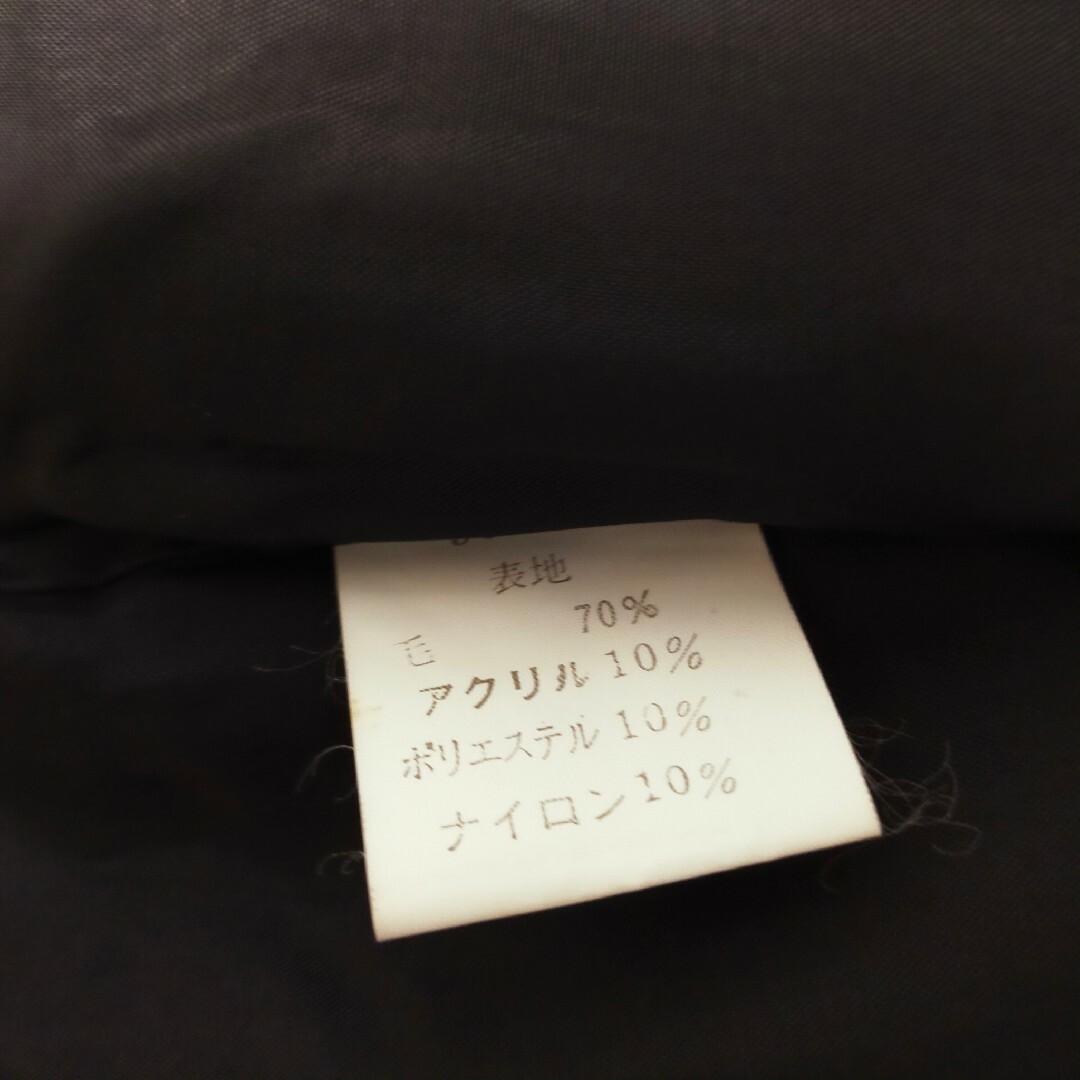 表地
毛 70%
アクリル 10%
ポリエステル 10%
ナイロン 10%